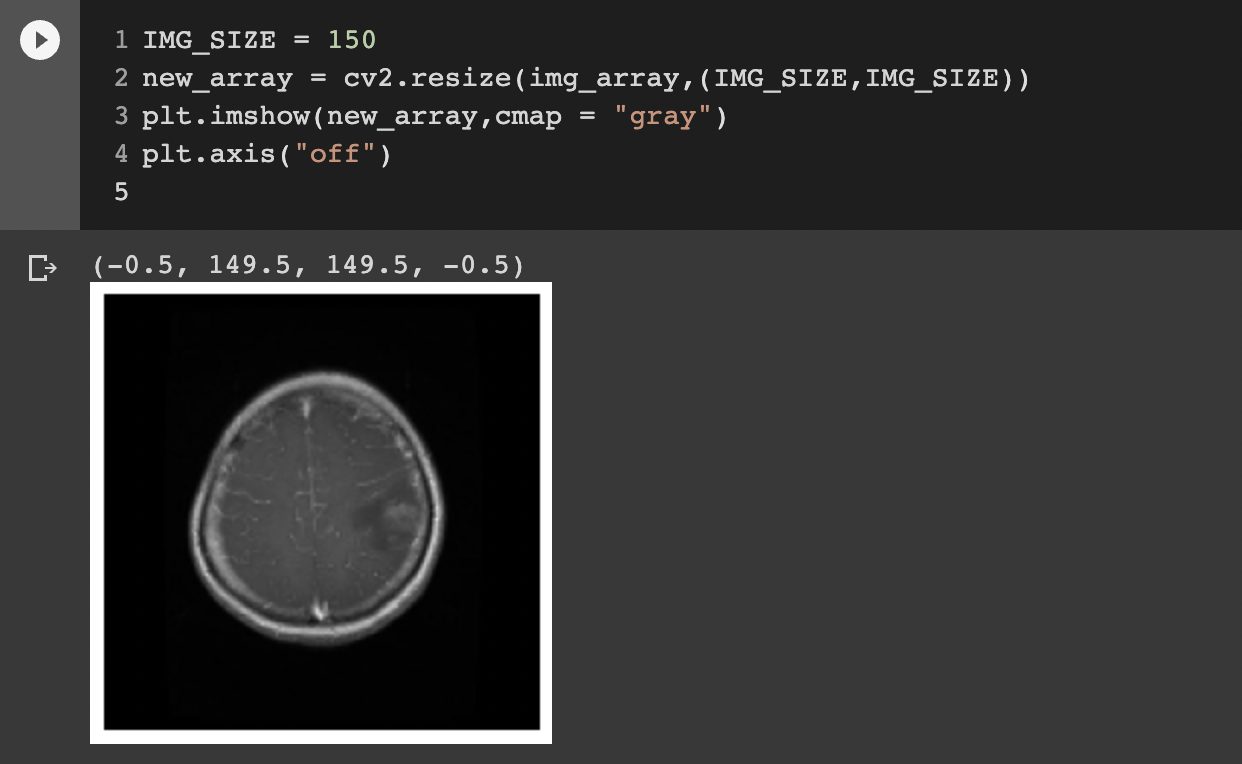 1 IMG_SIZE = 150
2 new_array = cv2.resize(img_array,(IMG_SIZE,IMG_SIZE))
3 plt.imshow(new_array,cmap = "gray")
4 plt.axis("off")
5
(-0.5, 149.5, 149.5, -0.5)